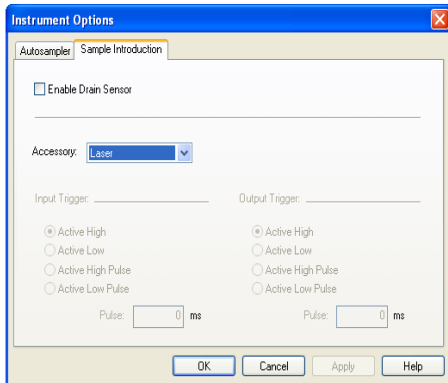 Instrument Options
Autosampler Sample Introduction
Enable Drain Sensor
Accessory: Laser
Input Trigger: Output Trigger:
Active High Active High
Active Low Active Low
Active High Pulse Active High Pulse
Active Low Pulse Active Low Pulse
Pulse: 0 ms Pulse: 0 ms
OK Cancel Apply Help